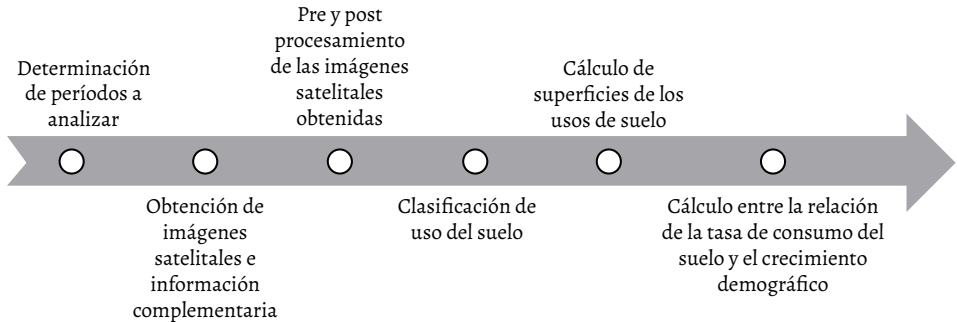 Determinación
de períodos a
analizar
Obtención de
imágenes
satelitales e
información
complementaria
Pre y post
procesamiento
de las imágenes
satelitales
obtenidas
Clasificación de
uso del suelo
Cálculo de
superficies de los
usos de suelo
Cálculo entre la relación
de la tasa de consumo del
suelo y el crecimiento
demográfico